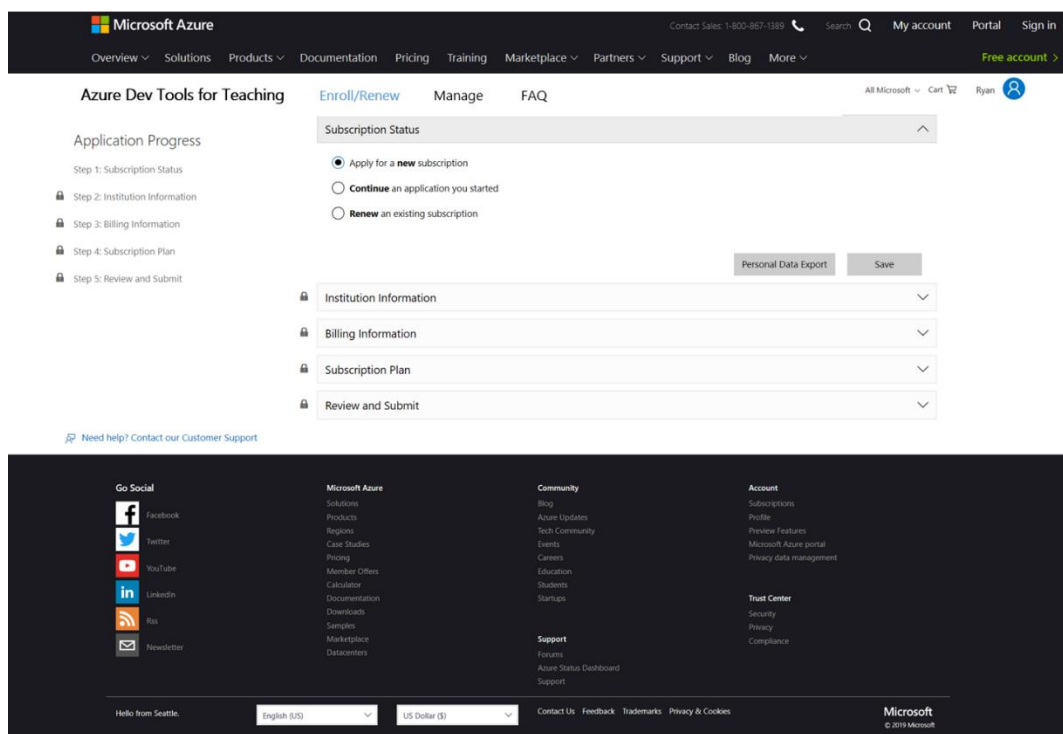 Microsoft Azure
Contact Sales: 1-800-867-1389 Search My account Portal Sign in
Overview Solutions Products Documentation Pricing Training Marketplace Partners Support Blog More Free account >
Azure Dev Tools for Teaching Enroll/Renew Manage FAQ
All Microsoft Cart Ryan
Application Progress
Step 1: Subscription Status
Step 2: Institution Information
Step 3: Billing Information
Step 4: Subscription Plan
Step 5: Review and Submit
Subscription Status
Apply for a new subscription
Continue an application you started
Renew an existing subscription
Personal Data Export Save
Institution Information
Billing Information
Subscription Plan
Review and Submit
Need help? Contact our Customer Support
Go Social
Facebook
Twitter
YouTube
LinkedIn
Rss
Newsletter
Microsoft Azure
Solutions
Products
Regions
Case Studies
Pricing
Member Offers
Calculator
Documentation
Downloads
Samples
Marketplace
Datacenters
Community
Blog
Azure Updates
Tech Community
Events
Careers
Education
Students
Startups
Support
Forums
Azure Status Dashboard
Support
Account
Subscriptions
Profile
Preview Features
Microsoft Azure portal
Privacy data management
Trust Center
Security
Privacy
Compliance
Hello from Seattle. English (US) US Dollar ($) Contact Us Feedback Trademarks Privacy & Cookies
Microsoft
© 2019 Microsoft